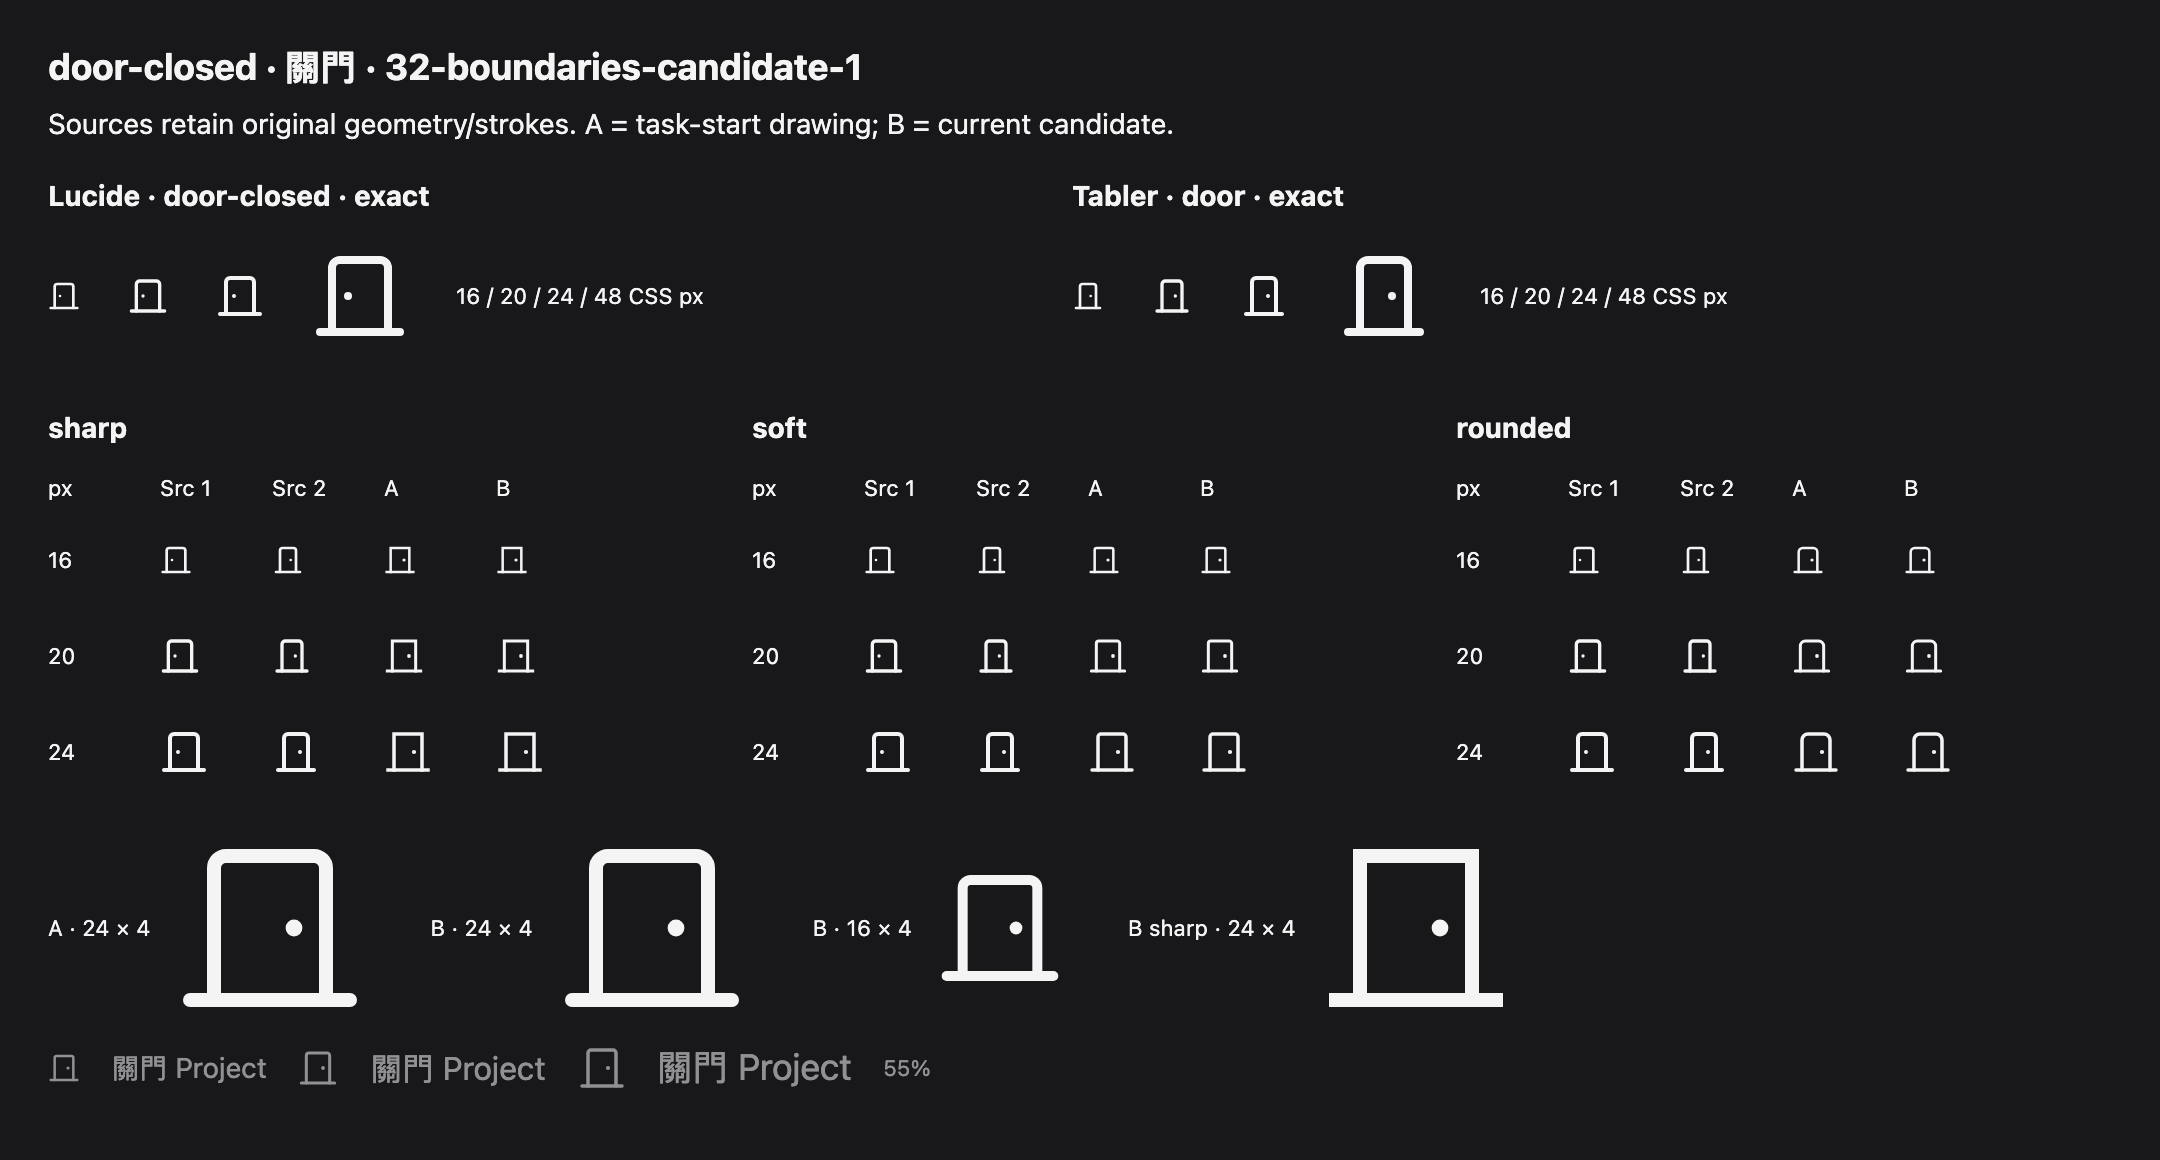 door-closed · 關門 · 32-boundaries-candidate-1
Sources retain original geometry/strokes. A = task-start drawing; B = current candidate.
Lucide · door-closed · exact
Tabler · door · exact
16 / 20 / 24 / 48 CSS px
16 / 20 / 24 / 48 CSS px
sharp
soft
rounded
px Src 1 Src 2 A B
px Src 1 Src 2 A B
px Src 1 Src 2 A B
16
16
16
20
20
20
24
24
24
A · 24 × 4
B · 24 × 4
B · 16 × 4
B sharp · 24 × 4
關門 Project
關門 Project
關門 Project
55%